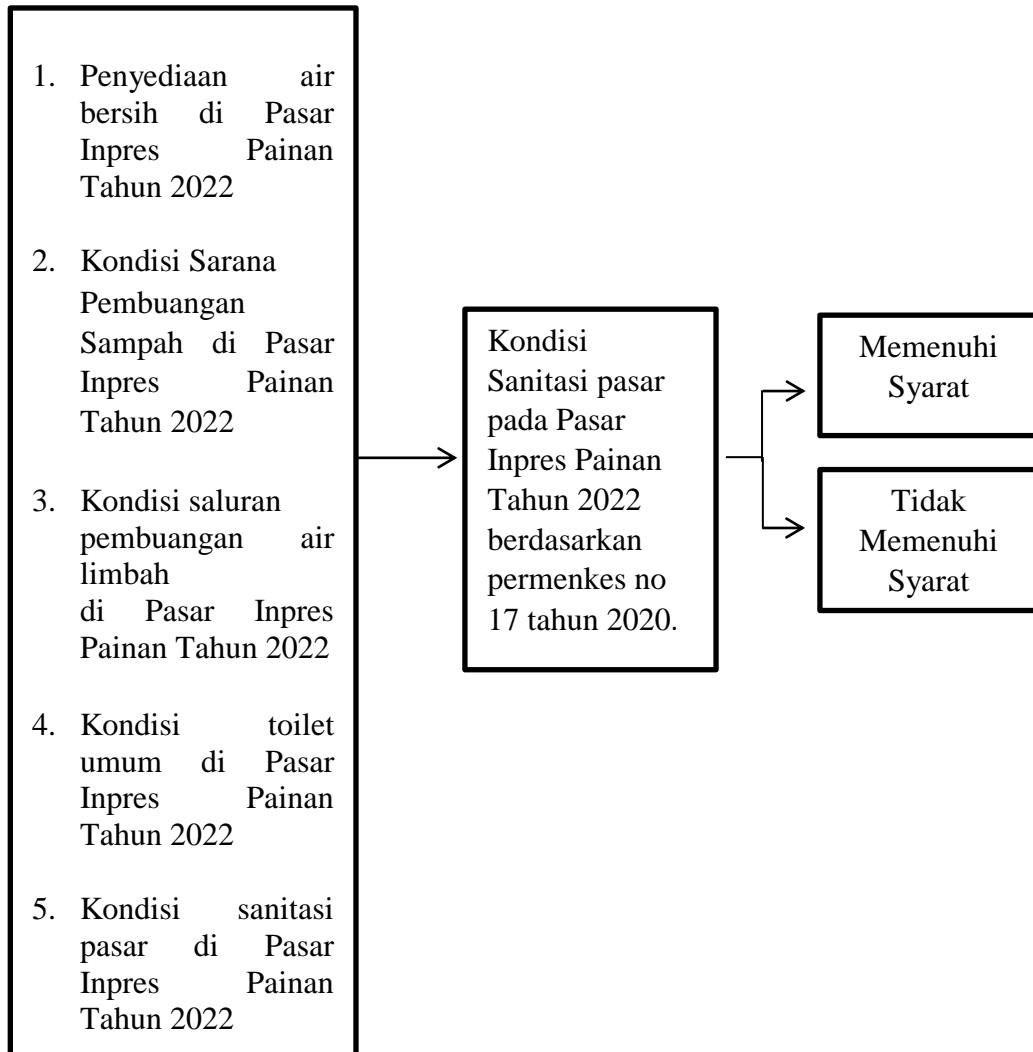 1. Penyediaan air
bersih di Pasar
Inpres Painan
Tahun 2022
2. Kondisi Sarana
Pembuangan
Sampah di Pasar
Inpres Painan
Tahun 2022
3. Kondisi saluran
pembuangan air
limbah
di Pasar Inpres
Painan Tahun 2022
4. Kondisi toilet
umum di Pasar
Inpres Painan
Tahun 2022
5. Kondisi sanitasi
pasar di Pasar
Inpres Painan
Tahun 2022
Kondisi
Sanitasi pasar
pada Pasar
Inpres Painan
Tahun 2022
berdasarkan
permenkes no
17 tahun 2020.
Memenuhi
Syarat
Tidak
Memenuhi
Syarat